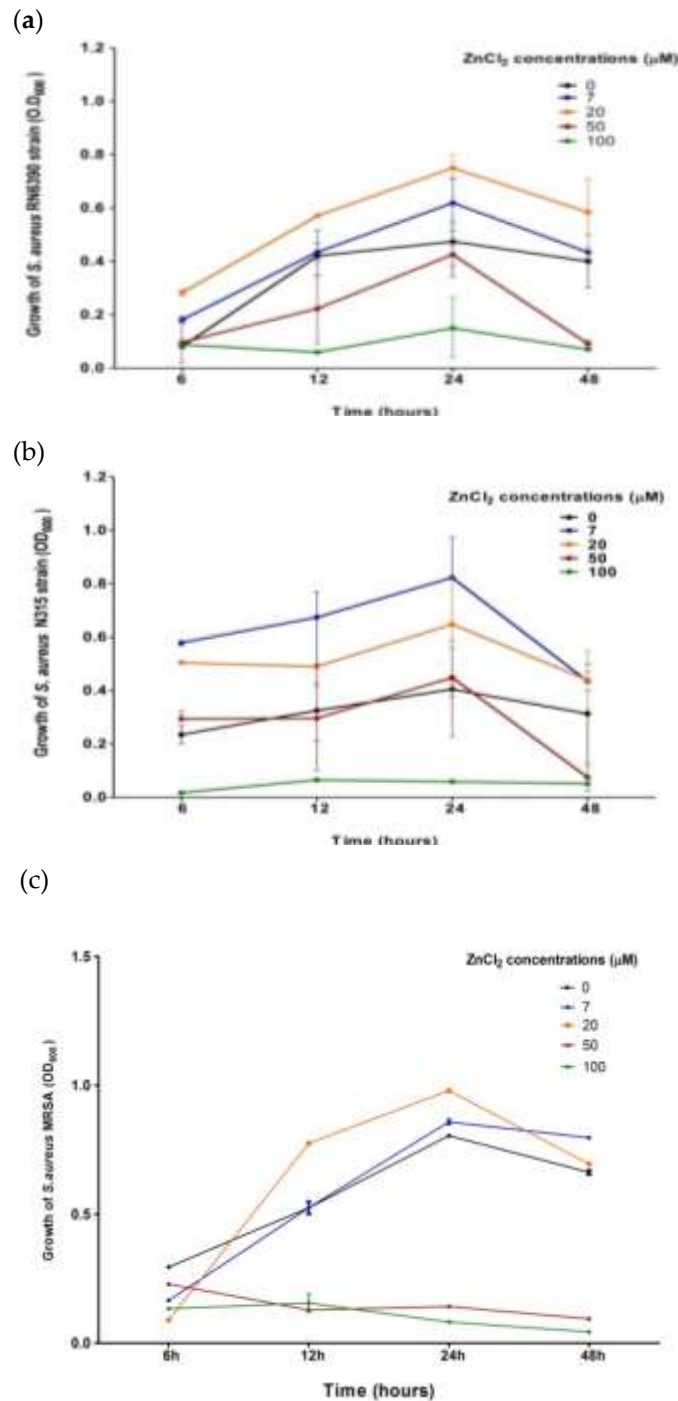 (a)
1.2
ZnCl₂ concentrations (μM)
0
7
20
50
100
1.0
0.8
0.6
0.4
0.2
0.0
Growth of S. aureus RN6390 strain (O.D₆₀₀)
6 12 24 48
Time (hours)
(b)
1.2
ZnCl₂ concentrations (μM)
0
7
20
50
100
1.0
0.8
0.6
0.4
0.2
0.0
Growth of S. aureus N315 strain (OD₆₀₀)
6 12 24 48
Time (hours)
(c)
1.5
ZnCl₂ concentrations (μM)
0
7
20
50
100
1.0
0.5
0.0
Growth of S.aureus MRSA (OD₆₀₀)
6h 12h 24h 48h
Time (hours)